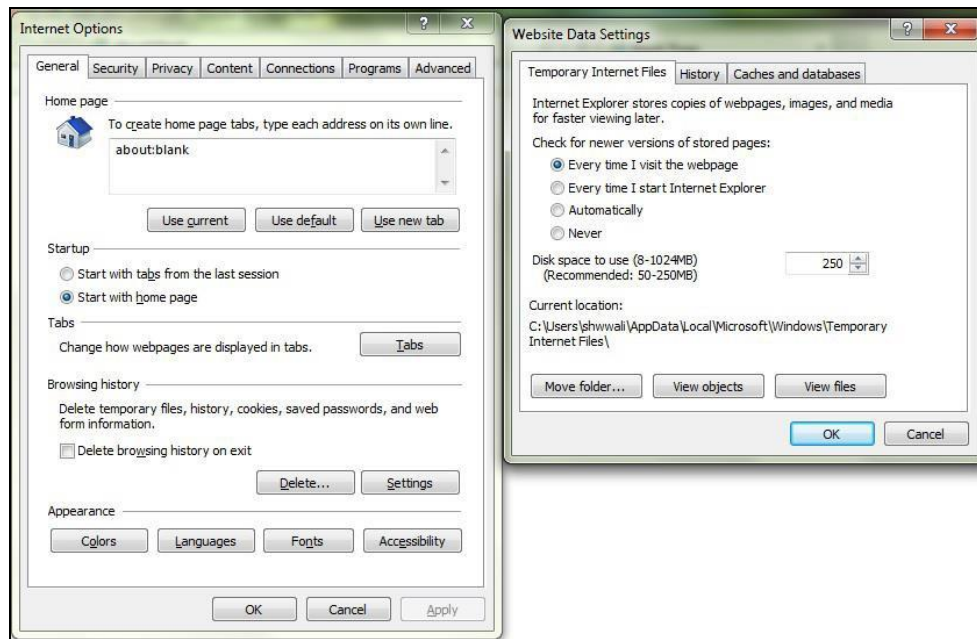 Internet Options
General Security Privacy Content Connections Programs Advanced
Home page
To create home page tabs, type each address on its own line.
about:blank
Use current Use default Use new tab
Startup
Start with tabs from the last session
Start with home page
Tabs
Change how webpages are displayed in tabs.
Tabs
Browsing history
Delete temporary files, history, cookies, saved passwords, and web
form information.
Delete browsing history on exit
Delete... Settings
Appearance
Colors Languages Fonts Accessibility
OK Cancel Apply
Website Data Settings
Temporary Internet Files History Caches and databases
Internet Explorer stores copies of webpages, images, and media
for faster viewing later.
Check for newer versions of stored pages:
Every time I visit the webpage
Every time I start Internet Explorer
Automatically
Never
Disk space to use (8-1024MB) 250
(Recommended: 50-250MB)
Current location:
C:\Users\shwwali\AppData\Local\Microsoft\Windows\Temporary
Internet Files\
Move folder... View objects View files
OK Cancel